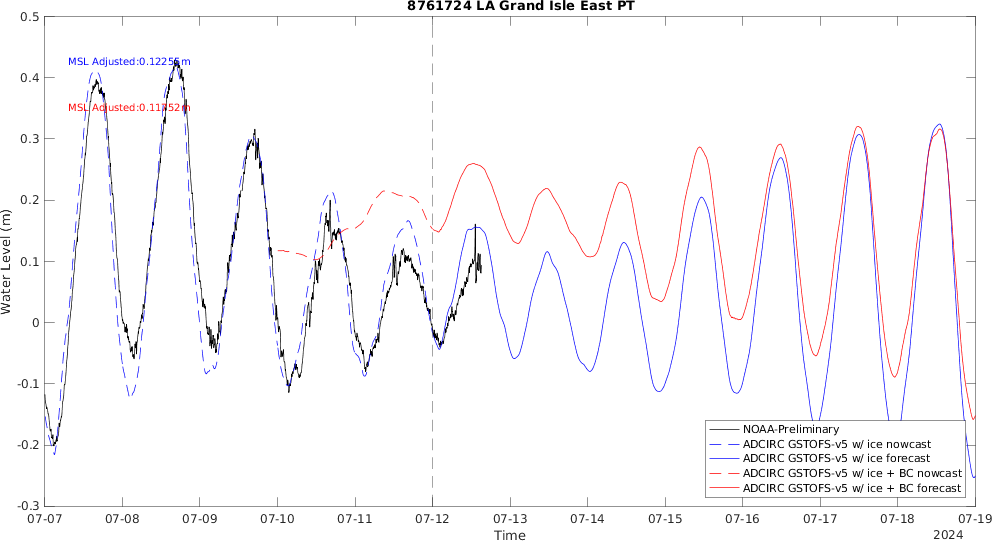 8761724 LA Grand Isle East PT
0.5
0.4
0.3
0.2
0.1
0
-0.1
-0.2
-0.3
Water Level (m)
MSL Adjusted:0.12255m
MSL Adjusted:0.11752m
NOAA-Preliminary
ADCIRC GSTOFS-v5 w/ ice nowcast
ADCIRC GSTOFS-v5 w/ ice forecast
ADCIRC GSTOFS-v5 w/ ice + BC nowcast
ADCIRC GSTOFS-v5 w/ ice + BC forecast
07-07 07-08 07-09 07-10 07-11 07-12 07-13 07-14 07-15 07-16 07-17 07-18 07-19
Time
2024